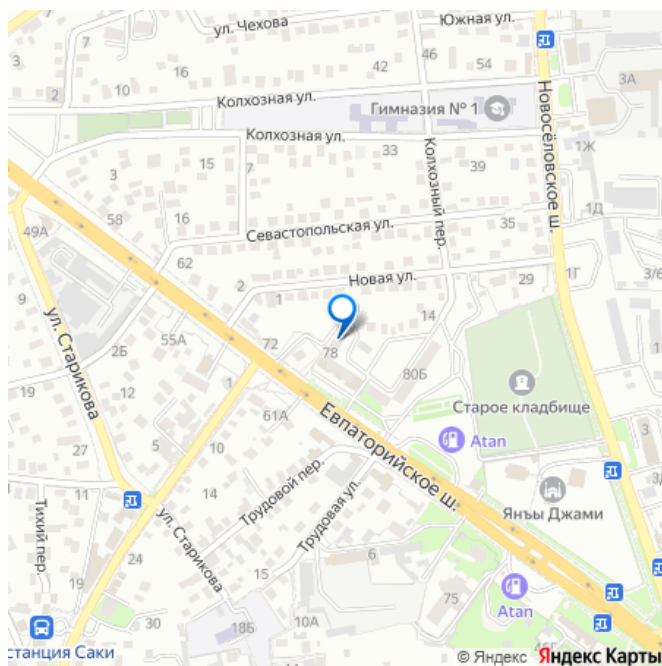 ул. Чехова
Южная ул.
7
3
16
42
46
54
10
2
3А
Колхозная ул.
Гимназия № 1
Колхозная ул.
Колхозный пер.
Новосёловское ш.
3
15
7
33
39
1Ж
58
16
1Д
49А
Севастопольская ул.
35
62
Новая ул.
29
1Г
3/6
9
2
1
14
ул. Старикова
55А
72
78
2Б
80Б
19
12
1
61А
Евпаторийское ш.
Старое кладбище
27
5
10
Atan
3
11
14
Трудовой пер.
Янъы Джами
Тихий пер.
ул. Старикова
Трудовая ул.
24
6
19
15
75
30
18Б
10А
Atan
станция Саки
© Яндекс Яндекс Карты